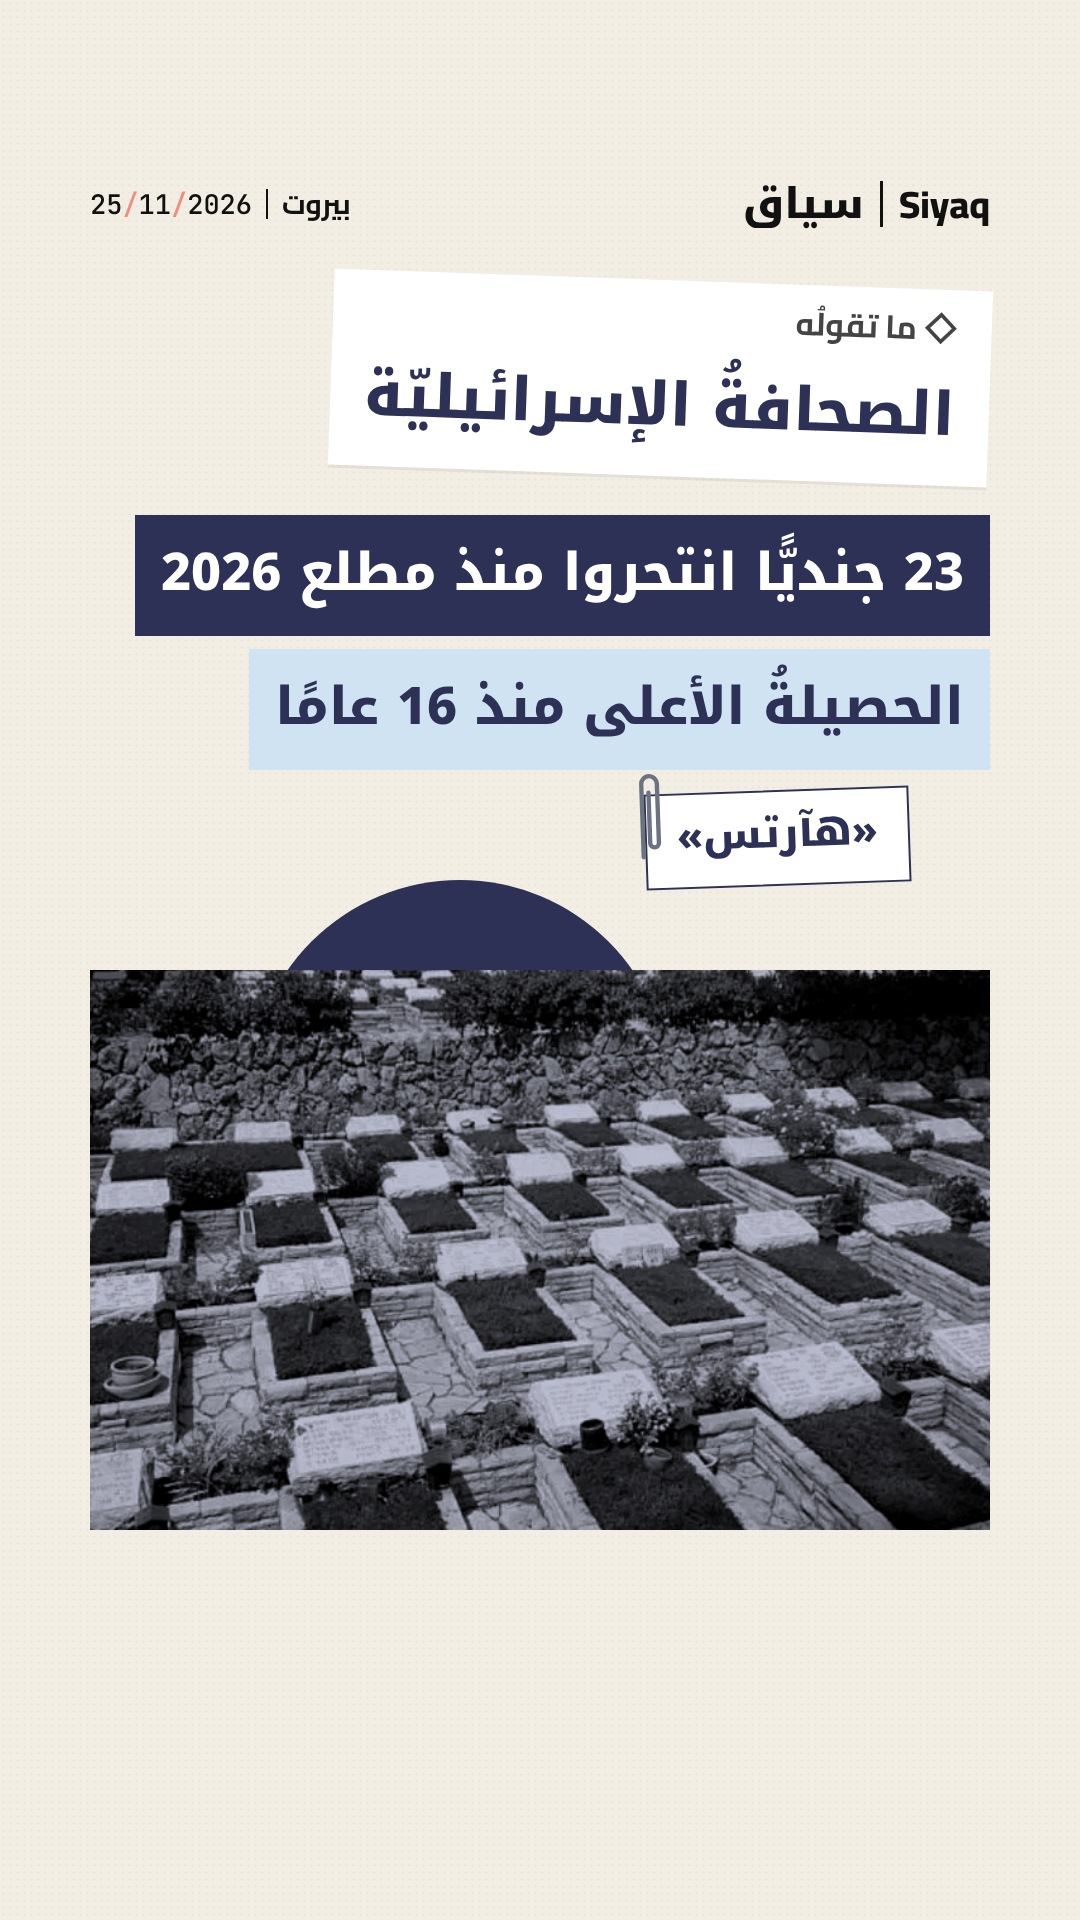 Siyaq | سياق
بيروت | 25/11/2026
ما تقولُه
الصحافةُ الإسرائيليّة
23 جنديًّا انتحروا منذ مطلع 2026
الحصيلةُ الأعلى منذ 16 عامًا
«هآرتس»